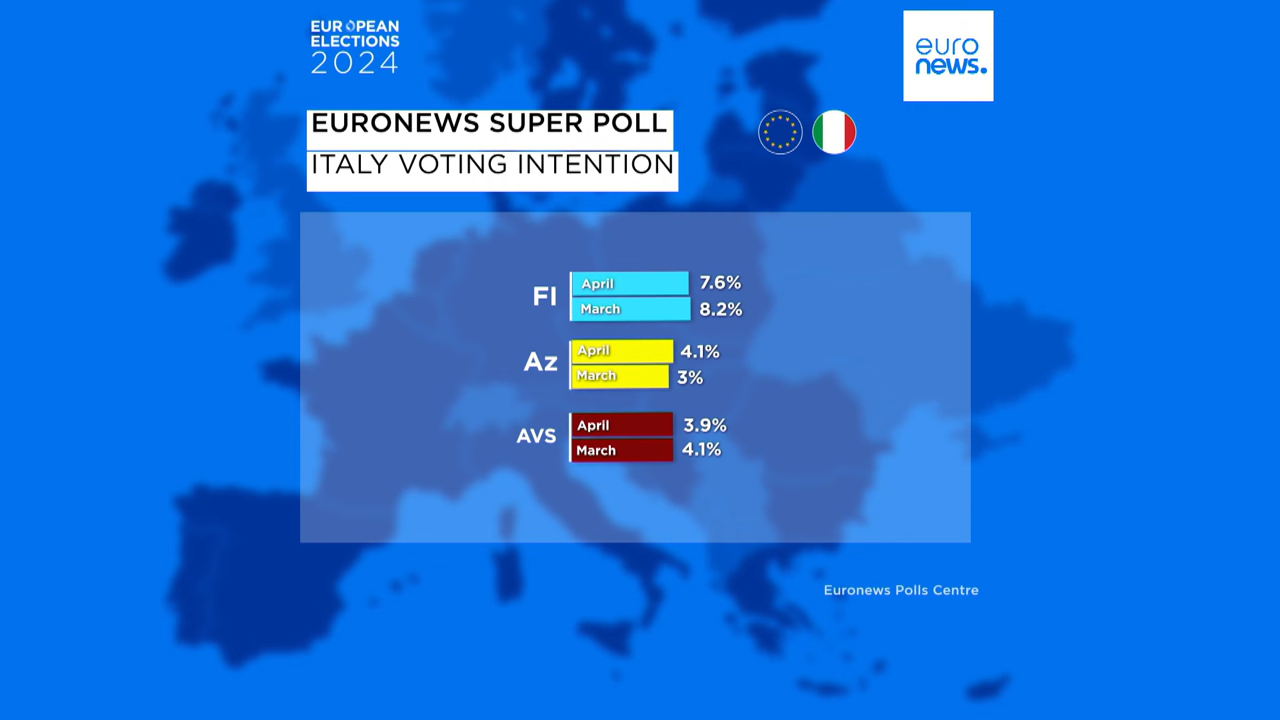 EUROPEAN
ELECTIONS
2024
euro
news.
EURONEWS SUPER POLL
ITALY VOTING INTENTION
FI
April 7.6%
March 8.2%
Az
April 4.1%
March 3%
AVS
April 3.9%
March 4.1%
Euronews Polls Centre